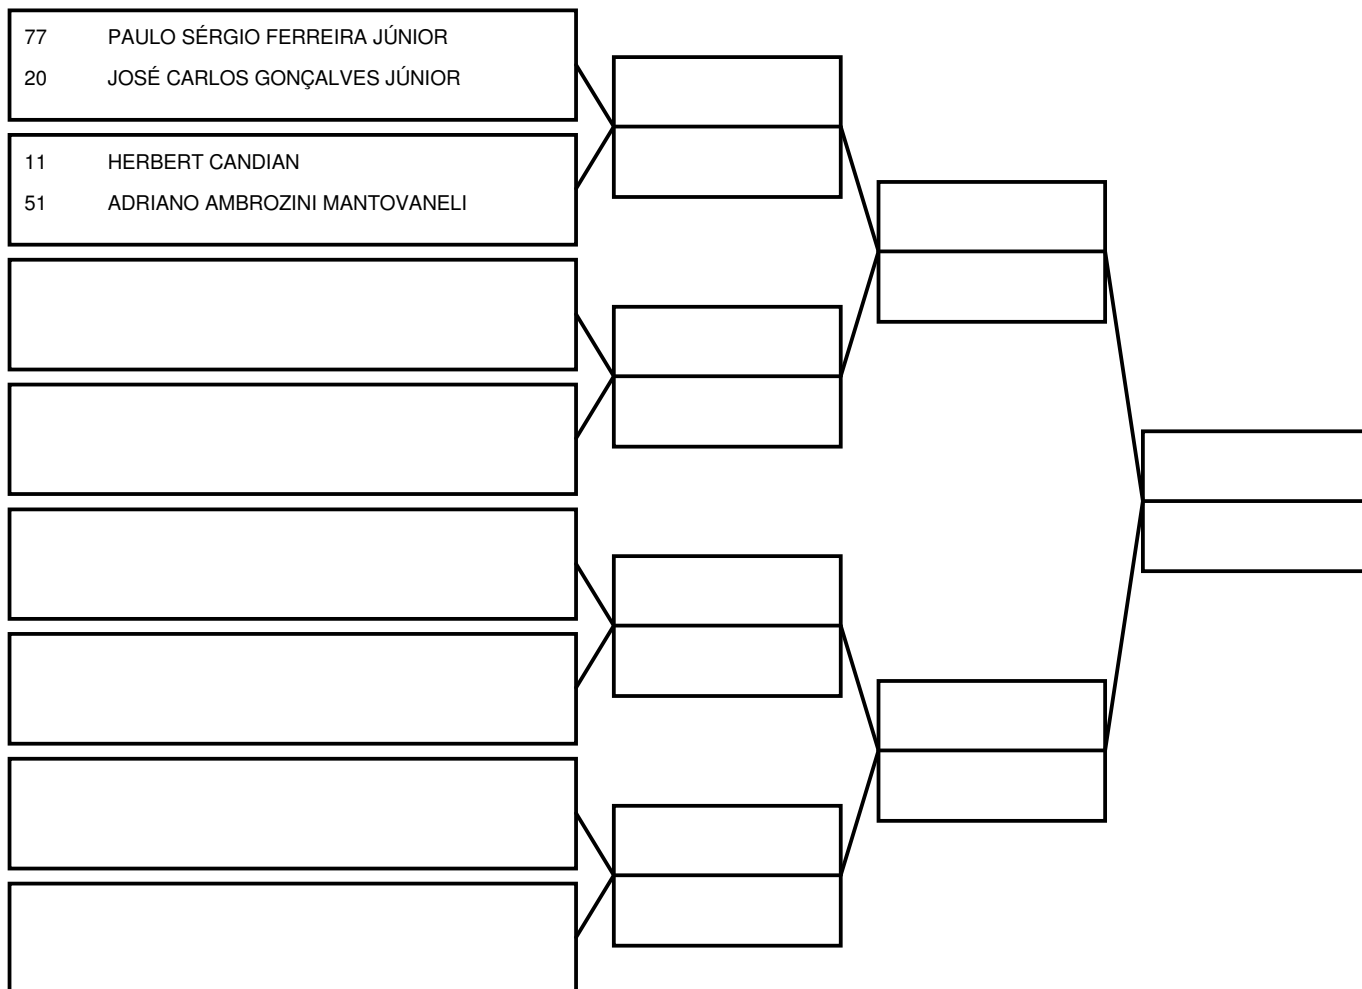 77 PAULO SÉRGIO FERREIRA JÚNIOR
20 JOSÉ CARLOS GONÇALVES JÚNIOR
11 HERBERT CANDIAN
51 ADRIANO AMBROZINI MANTOVANELI